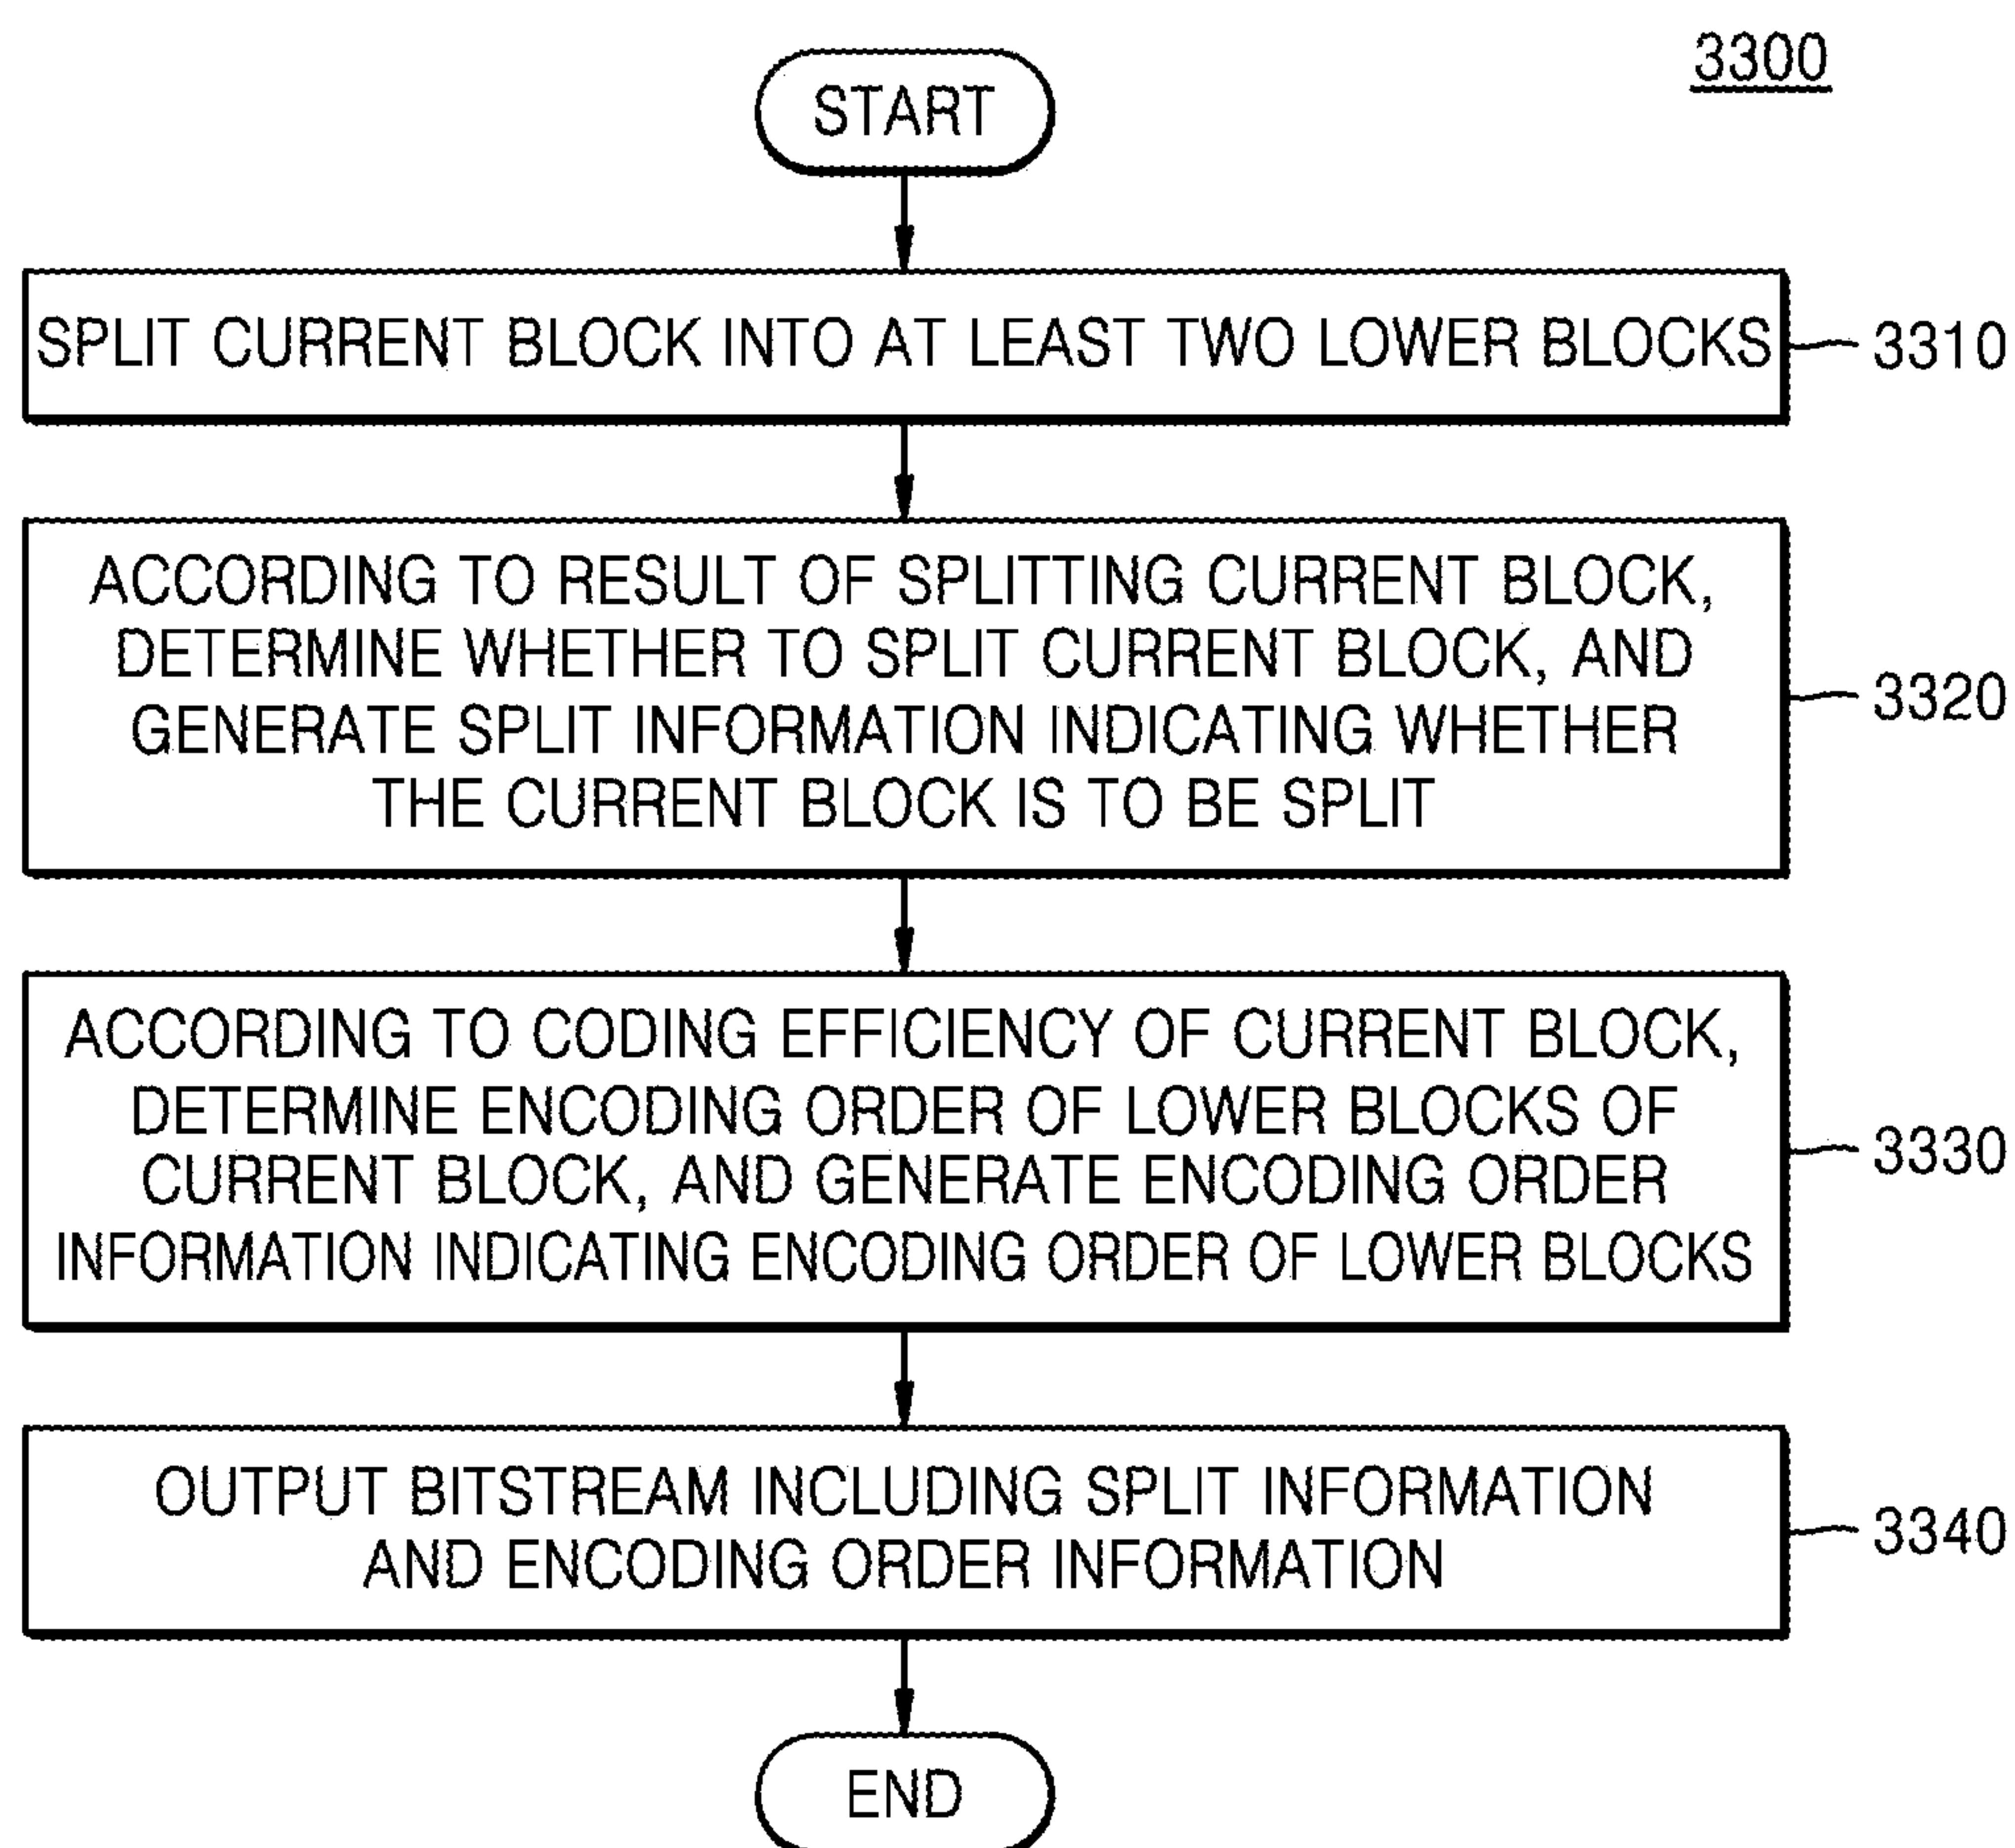 3300
START
SPLIT CURRENT BLOCK INTO AT LEAST TWO LOWER BLOCKS
3310
ACCORDING TO RESULT OF SPLITTING CURRENT BLOCK,
DETERMINE WHETHER TO SPLIT CURRENT BLOCK, AND
GENERATE SPLIT INFORMATION INDICATING WHETHER
THE CURRENT BLOCK IS TO BE SPLIT
3320
ACCORDING TO CODING EFFICIENCY OF CURRENT BLOCK,
DETERMINE ENCODING ORDER OF LOWER BLOCKS OF
CURRENT BLOCK, AND GENERATE ENCODING ORDER
INFORMATION INDICATING ENCODING ORDER OF LOWER BLOCKS
3330
OUTPUT BITSTREAM INCLUDING SPLIT INFORMATION
AND ENCODING ORDER INFORMATION
3340
END